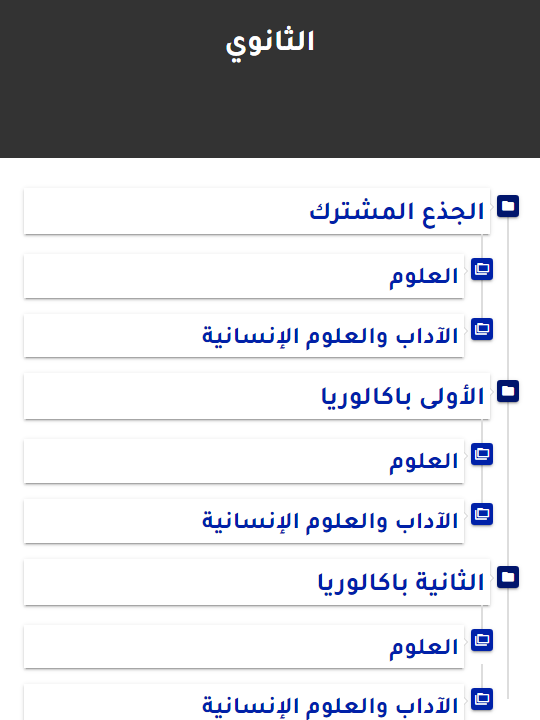 الثانوي
الجذع المشترك
العلوم
الآداب والعلوم الإنسانية
الأولى باكالوريا
العلوم
الآداب والعلوم الإنسانية
الثانية باكالوريا
العلوم
الآداب والعلوم الإنسانية